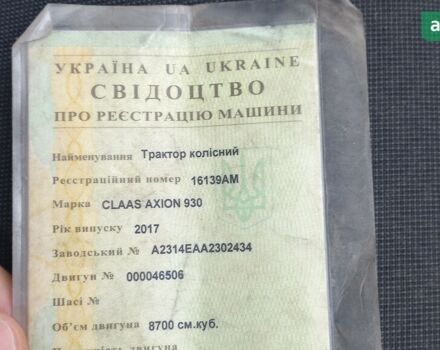 УКРАЇНА UA UKRAINE
СВІДОЦТВО
ПРО РЕЄСТРАЦІЮ МАШИНИ
Найменування Трактор колісний
Реєстраційний номер 16139АМ
Марка CLAAS AXION 930
Рік випуску 2017
Заводський № A2314EAA2302434
Двигун № 000046506
Шасі №
Об'єм двигуна 8700 см.куб.